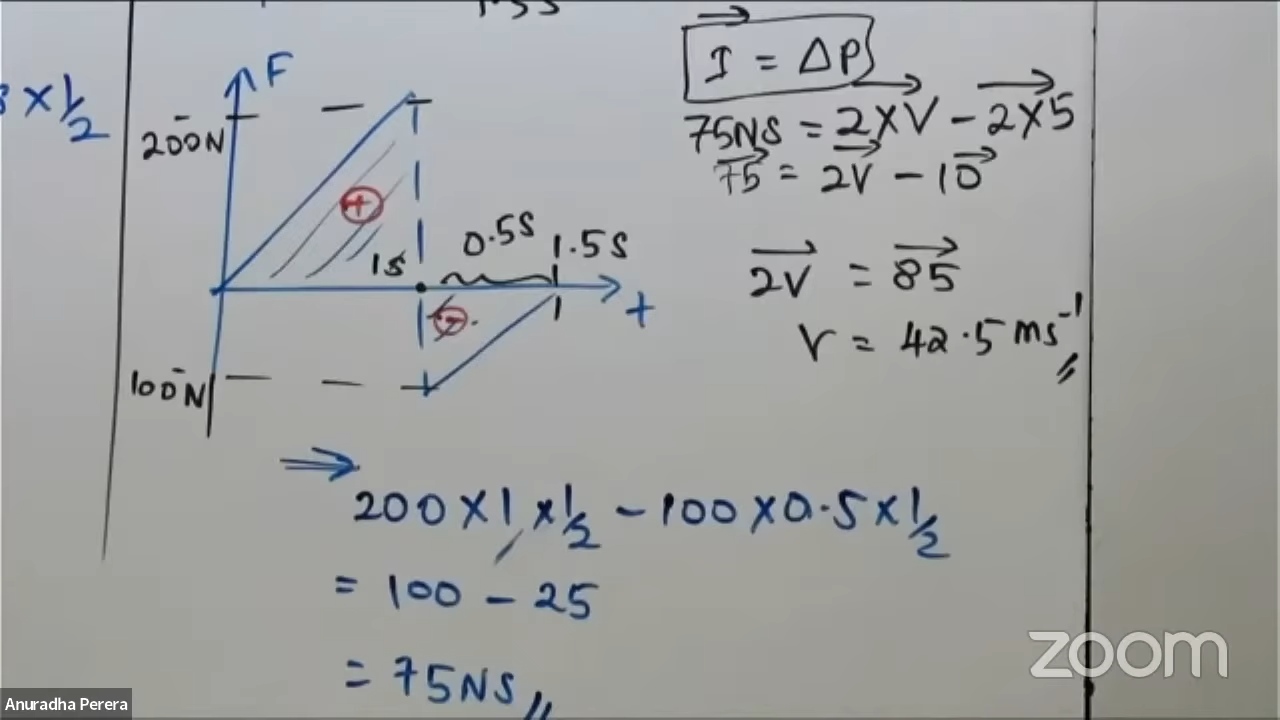 × 1/2
F
200N
⊕
1s
0.5s
1.5s
t
⊖
100N
I = ΔP
75NS = 2×V − 2×5
75 = 2V − 10
2V = 85
V = 42.5 ms⁻¹
⇒
200×1×1/2 − 100×0.5×1/2
= 100 − 25
= 75NS
zoom
Anuradha Perera